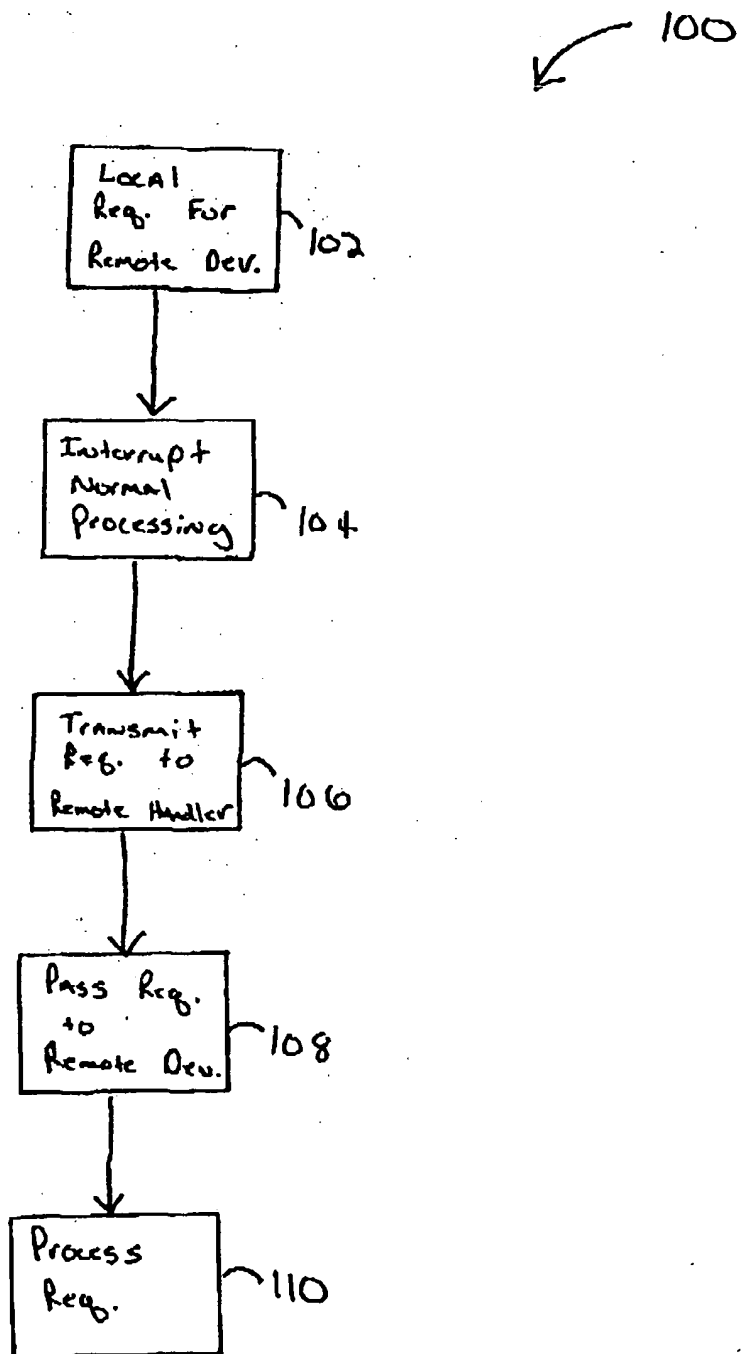 100
Local
Req. For
Remote Dev.
102
Interrupt
Normal
Processing
104
Transmit
Req. to
Remote Handler
106
Pass Req.
to
Remote Dev.
108
Process
Req.
110